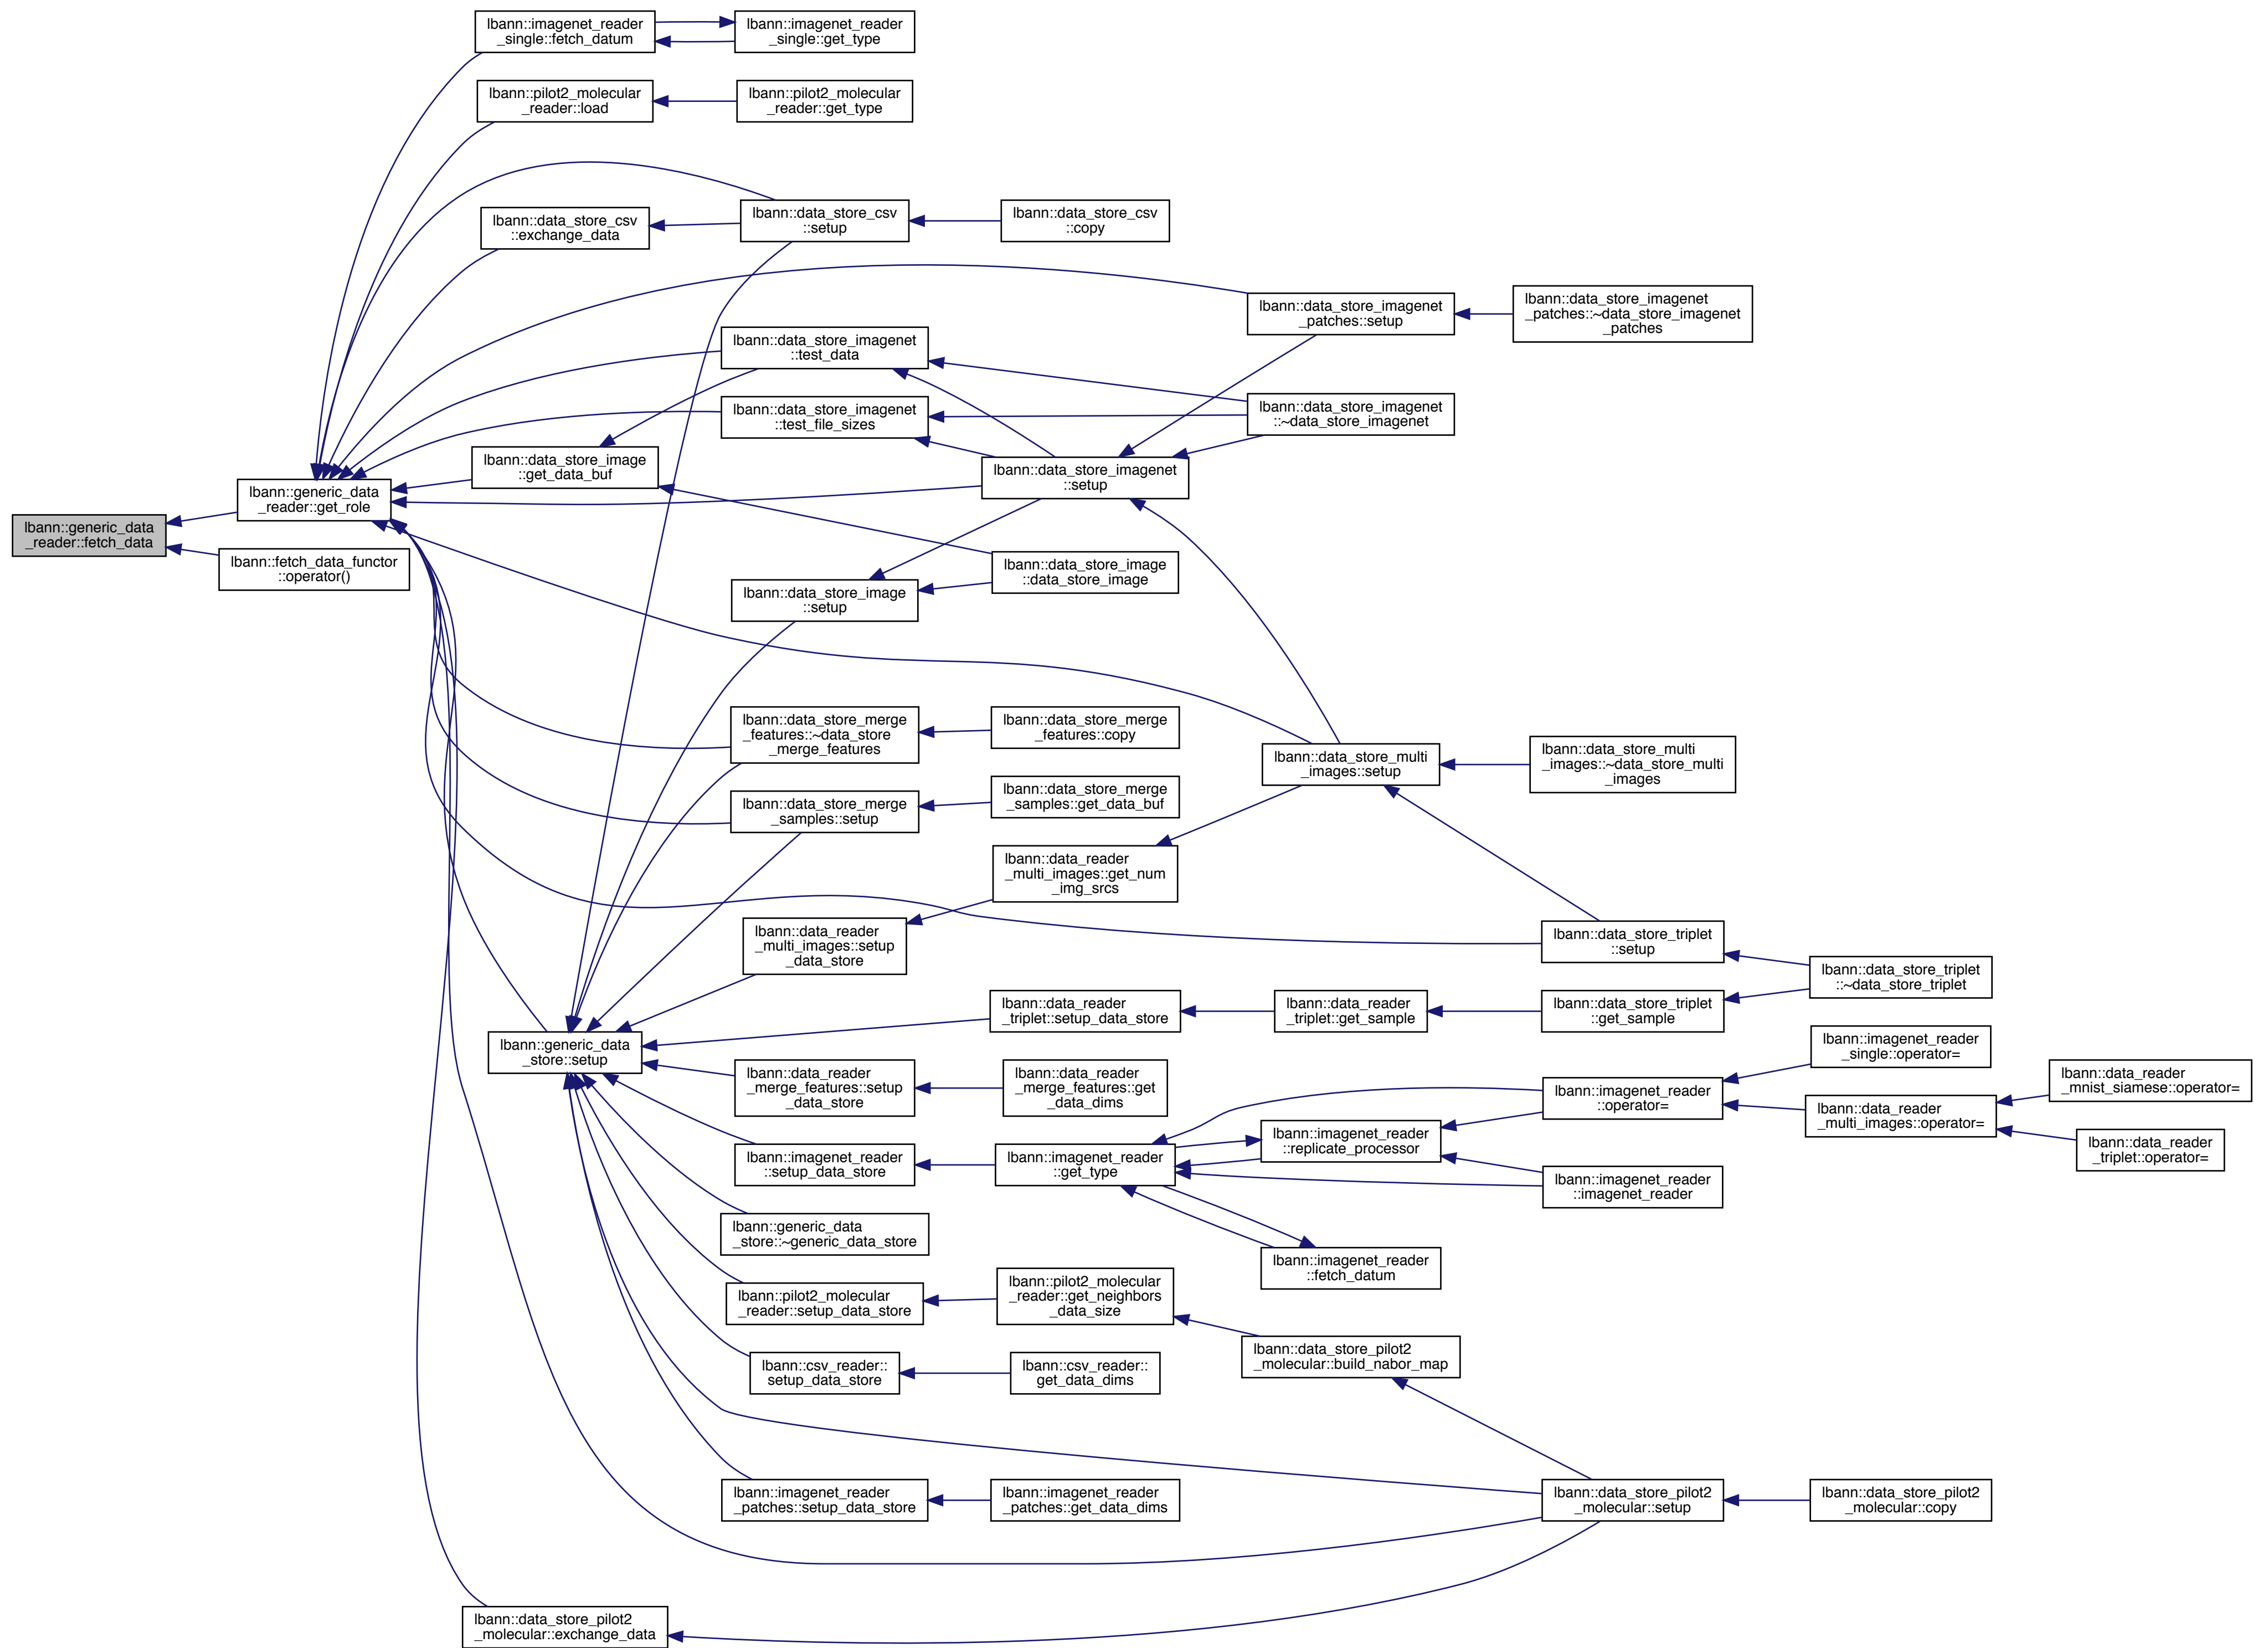 lbann::imagenet_reader
_single::fetch_datum
lbann::imagenet_reader
_single::get_type
lbann::pilot2_molecular
_reader::load
lbann::pilot2_molecular
_reader::get_type
lbann::data_store_csv
::exchange_data
lbann::data_store_csv
::setup
lbann::data_store_csv
::copy
lbann::data_store_imagenet
_patches::setup
lbann::data_store_imagenet
_patches::~data_store_imagenet
_patches
lbann::data_store_imagenet
::test_data
lbann::data_store_imagenet
::test_file_sizes
lbann::data_store_imagenet
::~data_store_imagenet
lbann::data_store_image
::get_data_buf
lbann::data_store_imagenet
::setup
lbann::generic_data
_reader::get_role
lbann::generic_data
_reader::fetch_data
lbann::fetch_data_functor
::operator()
lbann::data_store_image
::setup
lbann::data_store_image
::data_store_image
lbann::data_store_merge
_features::~data_store
_merge_features
lbann::data_store_merge
_features::copy
lbann::data_store_multi
_images::setup
lbann::data_store_multi
_images::~data_store_multi
_images
lbann::data_store_merge
_samples::setup
lbann::data_store_merge
_samples::get_data_buf
lbann::data_reader
_multi_images::get_num
_img_srcs
lbann::data_reader
_multi_images::setup
_data_store
lbann::data_store_triplet
::setup
lbann::data_store_triplet
::~data_store_triplet
lbann::generic_data
_store::setup
lbann::data_reader
_triplet::setup_data_store
lbann::data_reader
_triplet::get_sample
lbann::data_store_triplet
::get_sample
lbann::imagenet_reader
_single::operator=
lbann::data_reader
_merge_features::setup
_data_store
lbann::data_reader
_merge_features::get
_data_dims
lbann::imagenet_reader
::operator=
lbann::data_reader
_multi_images::operator=
lbann::data_reader
_mnist_siamese::operator=
lbann::data_reader
_triplet::operator=
lbann::imagenet_reader
::setup_data_store
lbann::imagenet_reader
::get_type
lbann::imagenet_reader
::replicate_processor
lbann::imagenet_reader
::imagenet_reader
lbann::generic_data
_store::~generic_data_store
lbann::imagenet_reader
::fetch_datum
lbann::pilot2_molecular
_reader::setup_data_store
lbann::pilot2_molecular
_reader::get_neighbors
_data_size
lbann::data_store_pilot2
_molecular::build_nabor_map
lbann::csv_reader::
setup_data_store
lbann::csv_reader::
get_data_dims
lbann::imagenet_reader
_patches::setup_data_store
lbann::imagenet_reader
_patches::get_data_dims
lbann::data_store_pilot2
_molecular::setup
lbann::data_store_pilot2
_molecular::copy
lbann::data_store_pilot2
_molecular::exchange_data